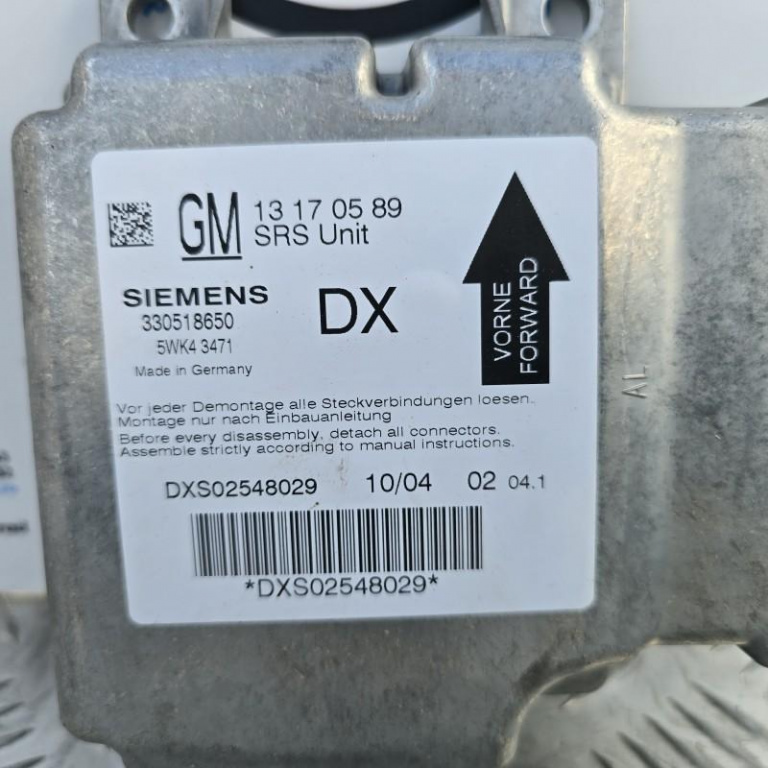 GM 13 17 05 89
SRS Unit
SIEMENS
330518650
5WK4 3471
Made in Germany
DX
VORNE
FORWARD
Vor jeder Demontage alle Steckverbindungen loesen.
Montage nur nach Einbauanleitung
Before every disassembly, detach all connectors.
Assemble strictly according to manual instructions.
DXS02548029 10/04 02 04.1
*DXS02548029*
AL